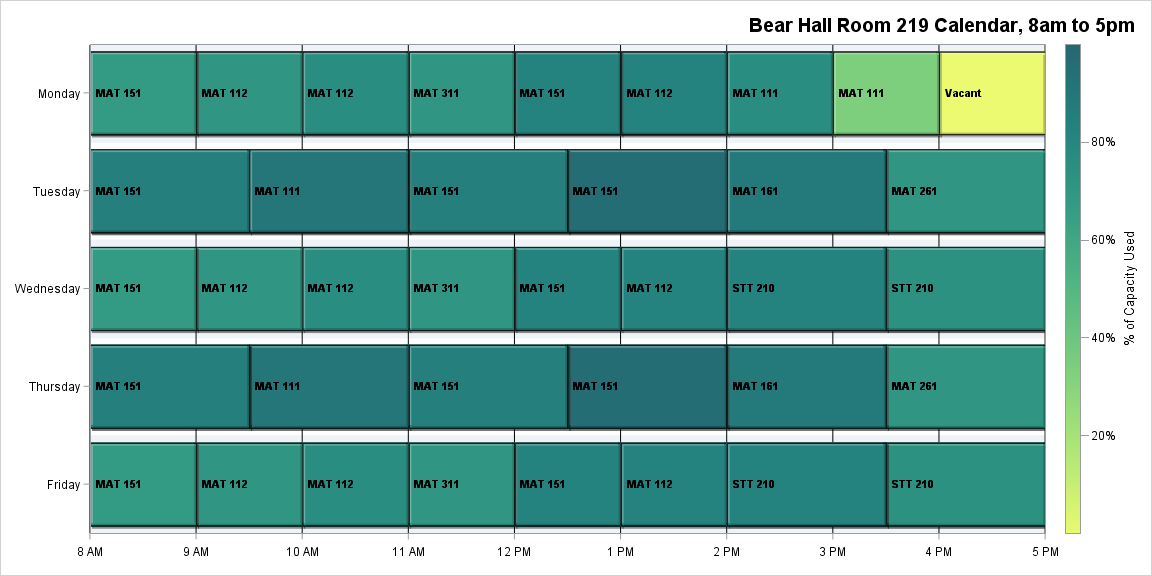 Bear Hall Room 219 Calendar, 8am to 5pm
Monday MAT 151 MAT 112 MAT 112 MAT 311 MAT 151 MAT 112 MAT 111 MAT 111 Vacant
Tuesday MAT 151 MAT 111 MAT 151 MAT 151 MAT 161 MAT 261
Wednesday MAT 151 MAT 112 MAT 112 MAT 311 MAT 151 MAT 112 STT 210 STT 210
Thursday MAT 151 MAT 111 MAT 151 MAT 151 MAT 161 MAT 261
Friday MAT 151 MAT 112 MAT 112 MAT 311 MAT 151 MAT 112 STT 210 STT 210
8 AM 9 AM 10 AM 11 AM 12 PM 1 PM 2 PM 3 PM 4 PM 5 PM
80%
60%
40%
20%
% of Capacity Used